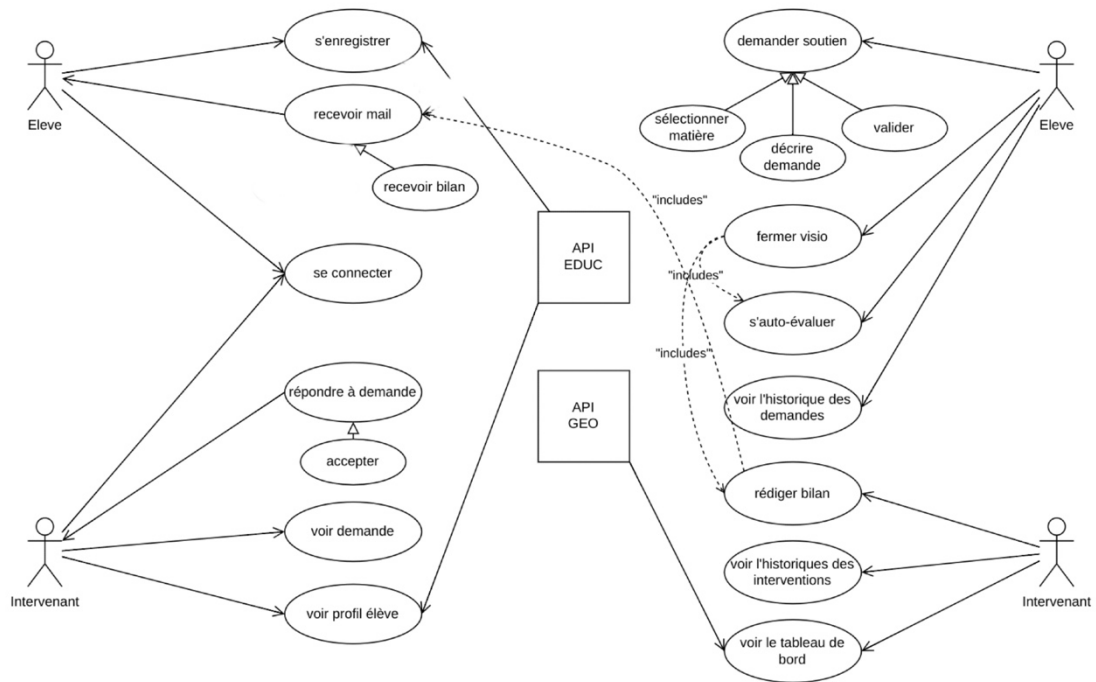 s'enregistrer
demander soutien
Eleve
recevoir mail
sélectionner
matière
valider
Eleve
décrire
demande
recevoir bilan
"includes"
API
EDUC
fermer visio
se connecter
"includes"
s'auto-évaluer
"includes"
répondre à demande
API
GEO
voir l'historique des
demandes
accepter
rédiger bilan
voir demande
Intervenant
voir l'historiques des
interventions
Intervenant
voir profil élève
voir le tableau de
bord